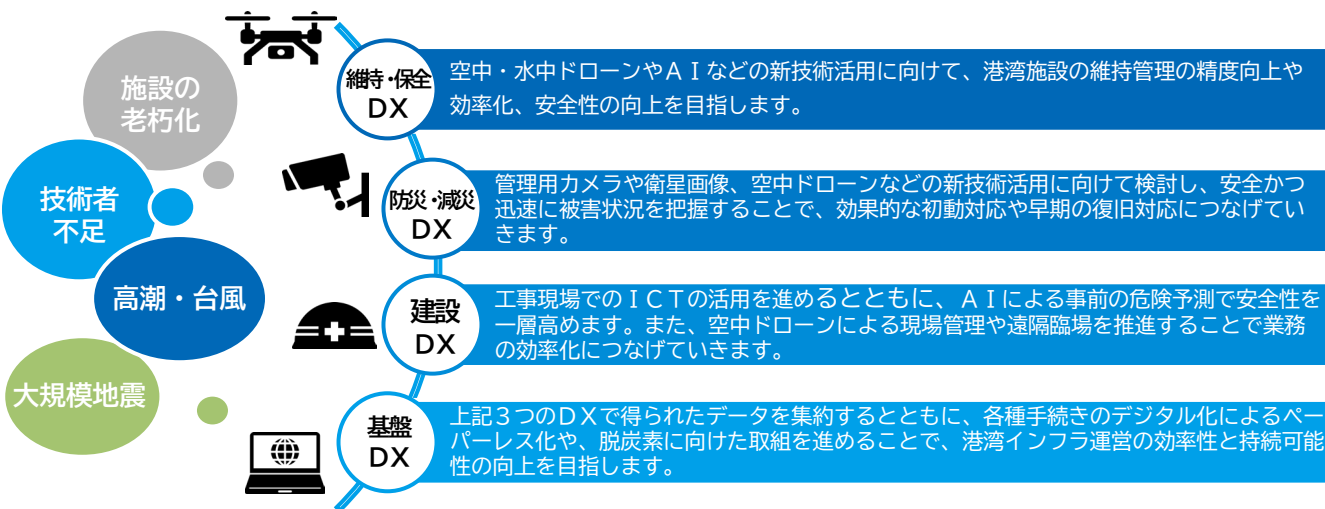 施設の
老朽化
技術者
不足
高潮・台風
大規模地震
維持・保全
ＤＸ
空中・水中ドローンやＡＩなどの新技術活用に向けて、港湾施設の維持管理の精度向上や
効率化、安全性の向上を目指します。
防災・減災
ＤＸ
管理用カメラや衛星画像、空中ドローンなどの新技術活用に向けて検討し、安全かつ
迅速に被害状況を把握することで、効果的な初動対応や早期の復旧対応につなげてい
きます。
建設
ＤＸ
工事現場でのＩＣＴの活用を進めるとともに、ＡＩによる事前の危険予測で安全性を
一層高めます。また、空中ドローンによる現場管理や遠隔臨場を推進することで業務
の効率化につなげていきます。
基盤
ＤＸ
上記３つのＤＸで得られたデータを集約するとともに、各種手続きのデジタル化によるペー
パーレス化や、脱炭素に向けた取組を進めることで、港湾インフラ運営の効率性と持続可能
性の向上を目指します。